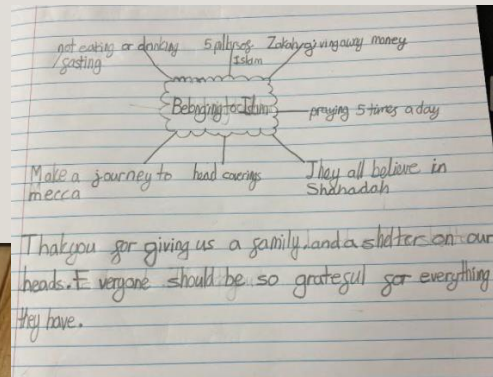 not eating or drinking
/fasting
5 pillars of
Islam
Zakah giving away money
Belonging to Islam
praying 5 times a day
Make a journey to
mecca
head coverings
They all believe in
Shahadah
Thakyou for giving us a family. and a shelter on our
heads. Everyone should be so grateful for everything
they have.